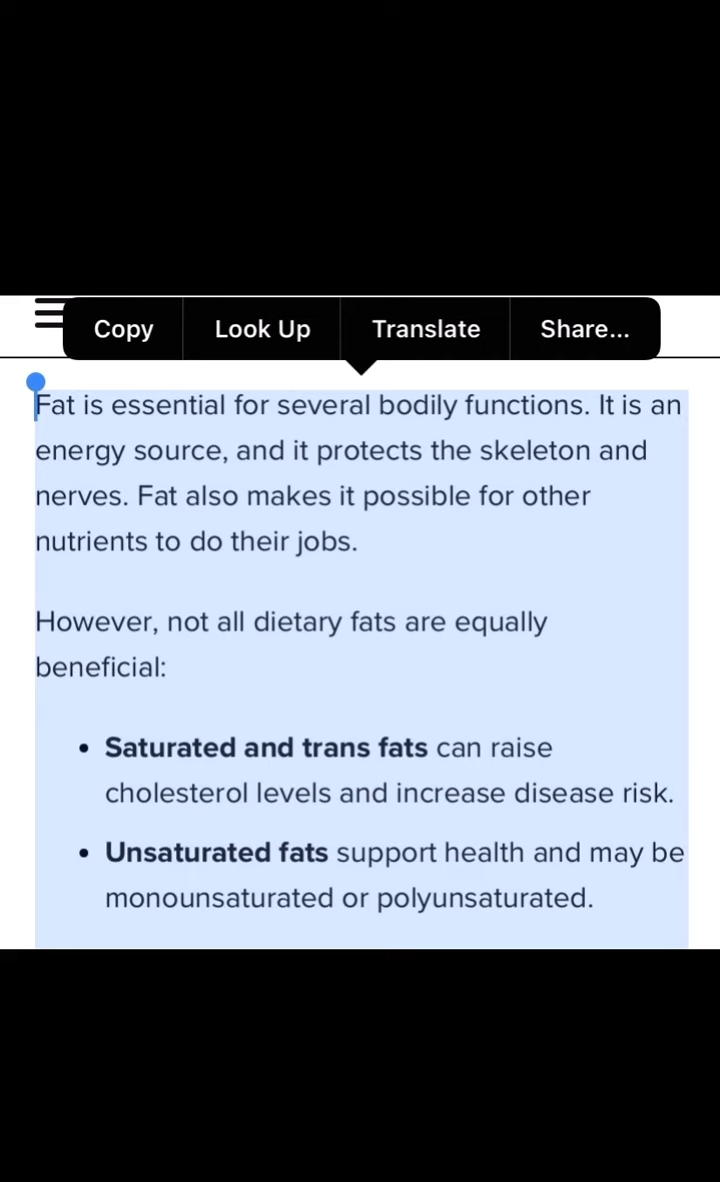 Copy Look Up Translate Share...
Fat is essential for several bodily functions. It is an
energy source, and it protects the skeleton and
nerves. Fat also makes it possible for other
nutrients to do their jobs.
However, not all dietary fats are equally
beneficial:
• Saturated and trans fats can raise
cholesterol levels and increase disease risk.
• Unsaturated fats support health and may be
monounsaturated or polyunsaturated.